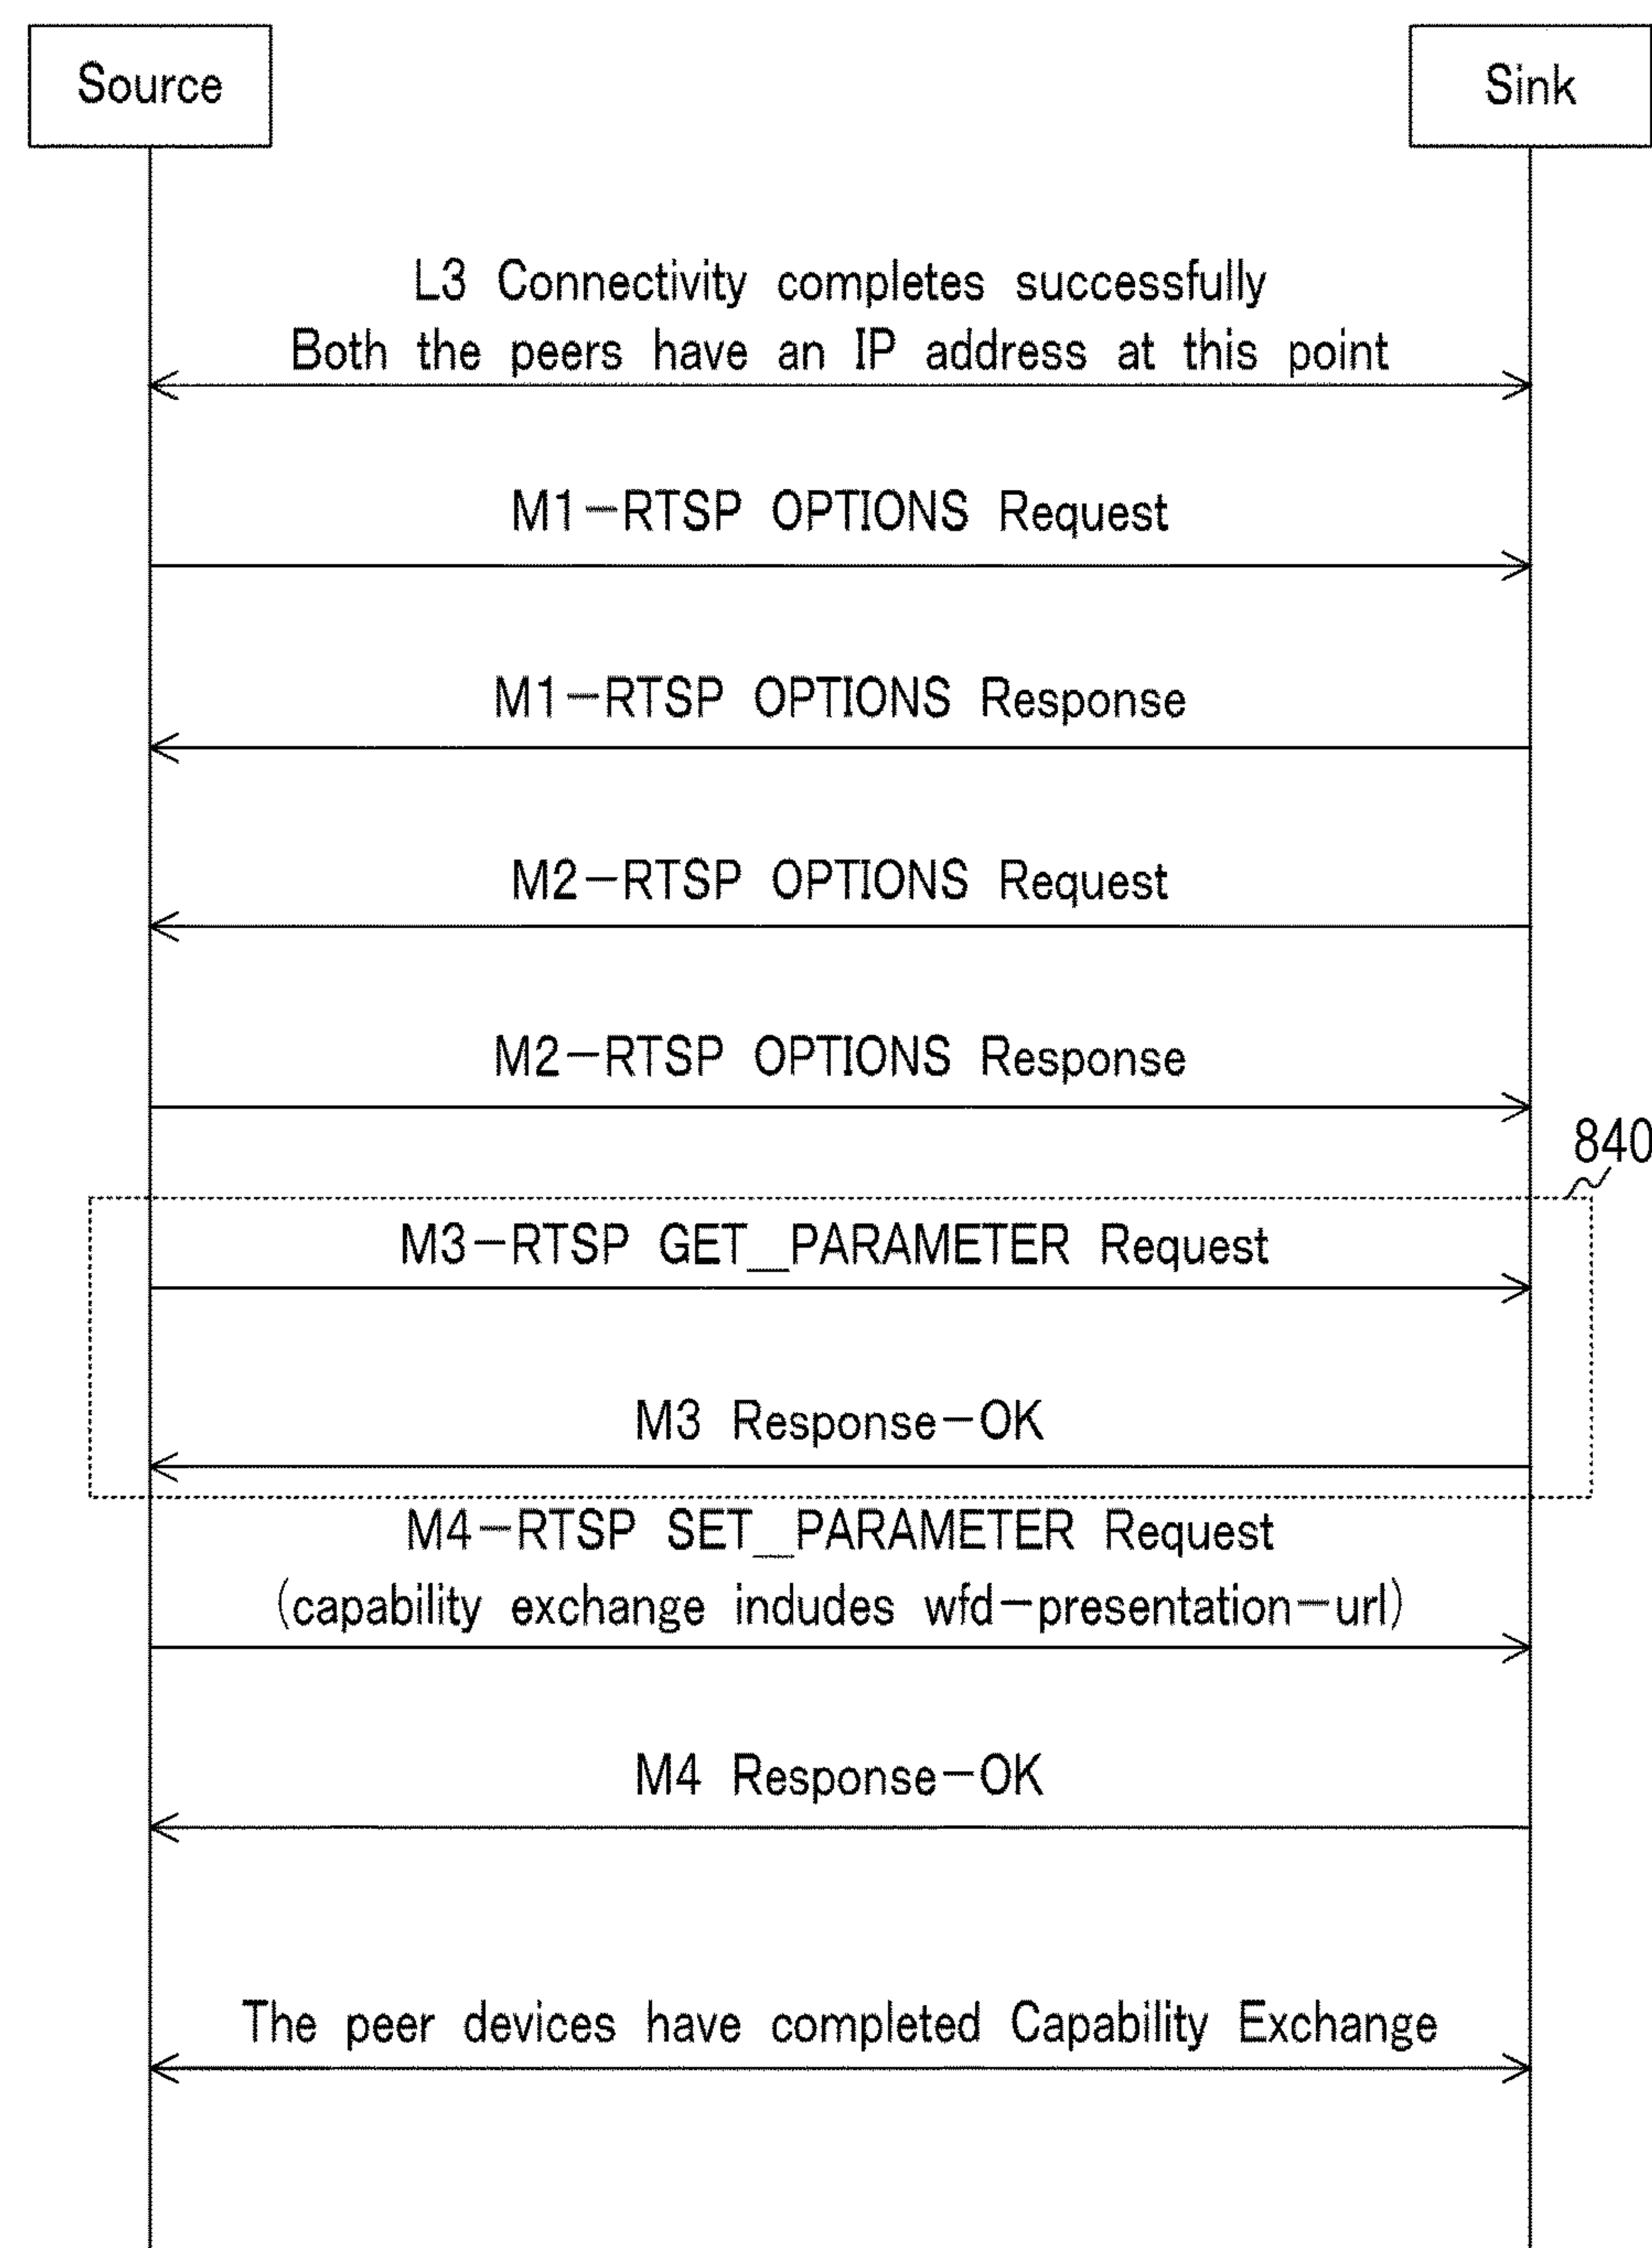 Source
Sink
L3 Connectivity completes successfully
Both the peers have an IP address at this point
M1-RTSP OPTIONS Request
M1-RTSP OPTIONS Response
M2-RTSP OPTIONS Request
M2-RTSP OPTIONS Response
840
M3-RTSP GET_PARAMETER Request
M3 Response-OK
M4-RTSP SET_PARAMETER Request
(capability exchange indudes wfd-presentation-url)
M4 Response-OK
The peer devices have completed Capability Exchange